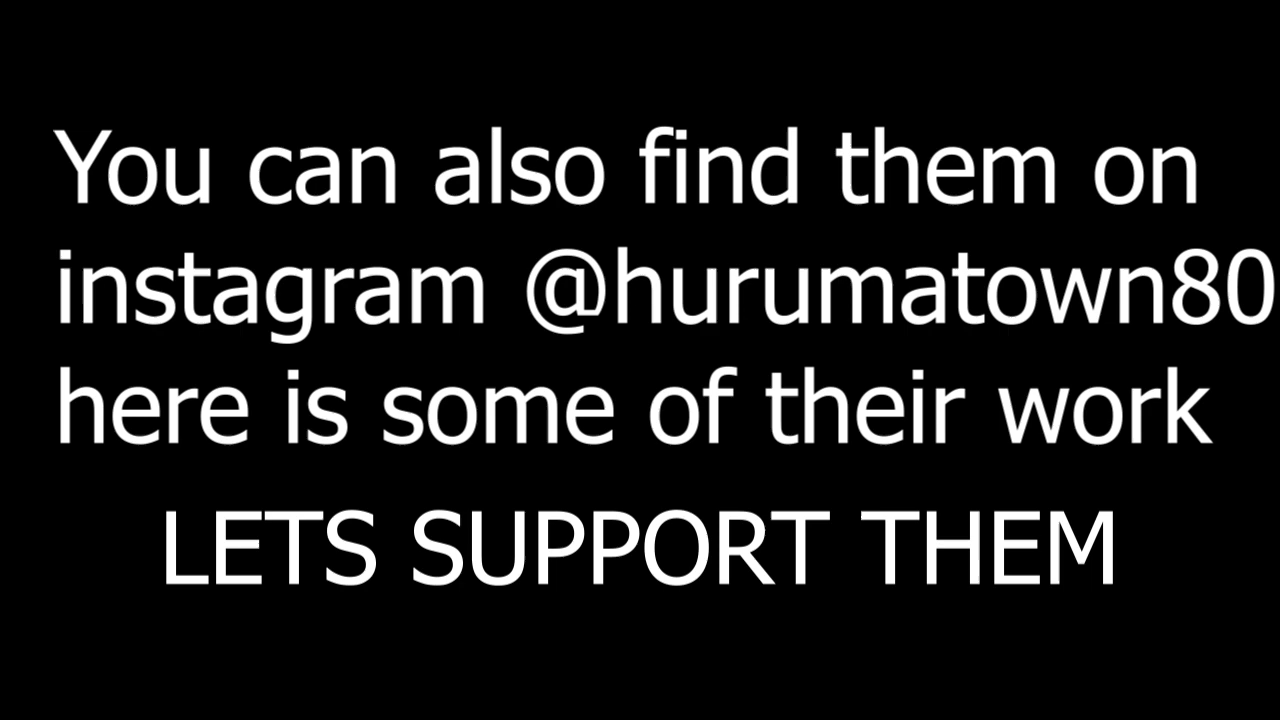 You can also find them on
instagram @hurumatown80
here is some of their work
LETS SUPPORT THEM